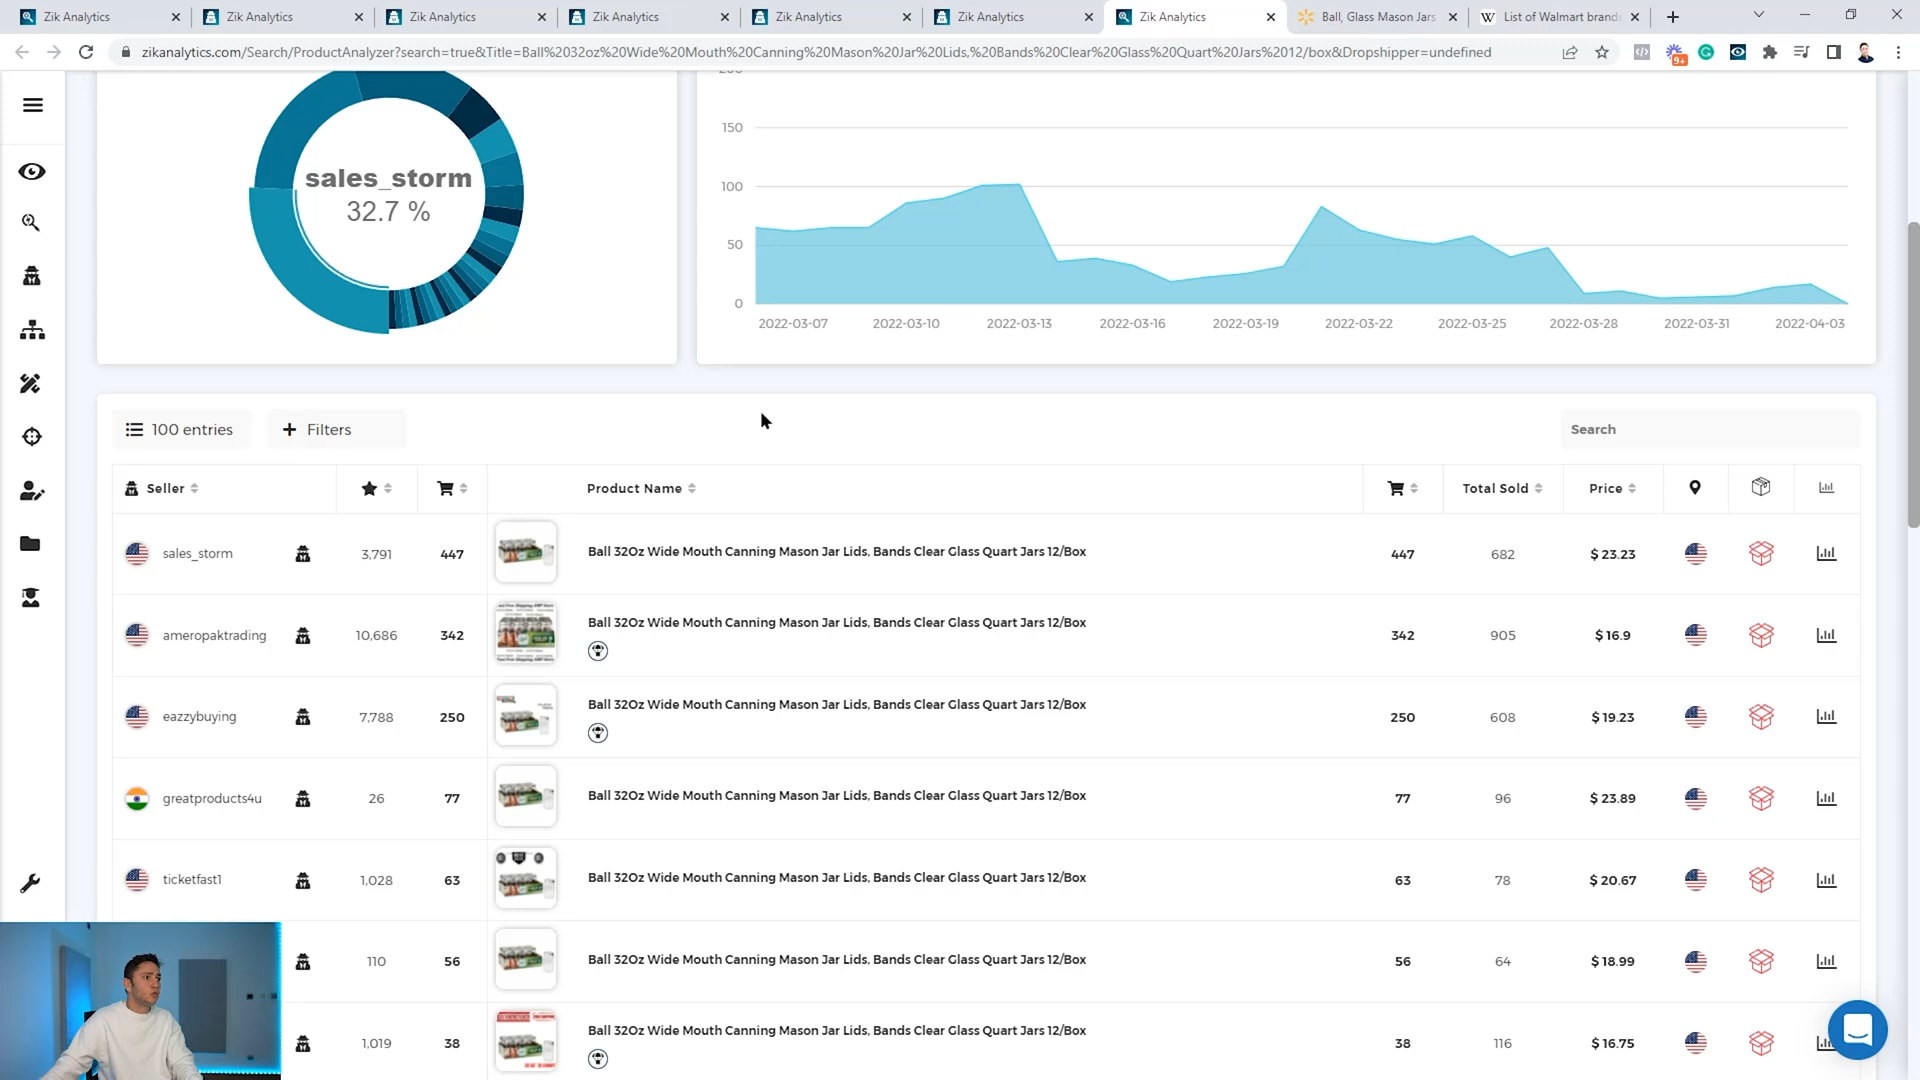 Zik Analytics
Zik Analytics
Zik Analytics
Zik Analytics
Zik Analytics
Zik Analytics
Zik Analytics
Ball, Glass Mason Jars
List of Walmart brands
zikanalytics.com/Search/ProductAnalyzer?search=true&Title=Ball%2032oz%20Wide%20Mouth%20Canning%20Mason%20Jar%20Lids,%20Bands%20Clear%20Glass%20Quart%20Jars%2012/box&Dropshipper=undefined
9+
sales_storm
32.7 %
200
150
100
50
0
2022-03-07 2022-03-10 2022-03-13 2022-03-16 2022-03-19 2022-03-22 2022-03-25 2022-03-28 2022-03-31 2022-04-03
100 entries + Filters Search
Seller Product Name Total Sold Price
sales_storm 3,791 447 Ball 32Oz Wide Mouth Canning Mason Jar Lids, Bands Clear Glass Quart Jars 12/Box 447 682 $ 23.23
ameropaktrading 10,686 342 Ball 32Oz Wide Mouth Canning Mason Jar Lids, Bands Clear Glass Quart Jars 12/Box 342 905 $ 16.9
eazzybuying 7,788 250 Ball 32Oz Wide Mouth Canning Mason Jar Lids, Bands Clear Glass Quart Jars 12/Box 250 608 $ 19.23
greatproducts4u 26 77 Ball 32Oz Wide Mouth Canning Mason Jar Lids, Bands Clear Glass Quart Jars 12/Box 77 96 $ 23.89
ticketfast1 1,028 63 Ball 32Oz Wide Mouth Canning Mason Jar Lids, Bands Clear Glass Quart Jars 12/Box 63 78 $ 20.67
110 56 Ball 32Oz Wide Mouth Canning Mason Jar Lids, Bands Clear Glass Quart Jars 12/Box 56 64 $ 18.99
1,019 38 Ball 32Oz Wide Mouth Canning Mason Jar Lids, Bands Clear Glass Quart Jars 12/Box 38 116 $ 16.75